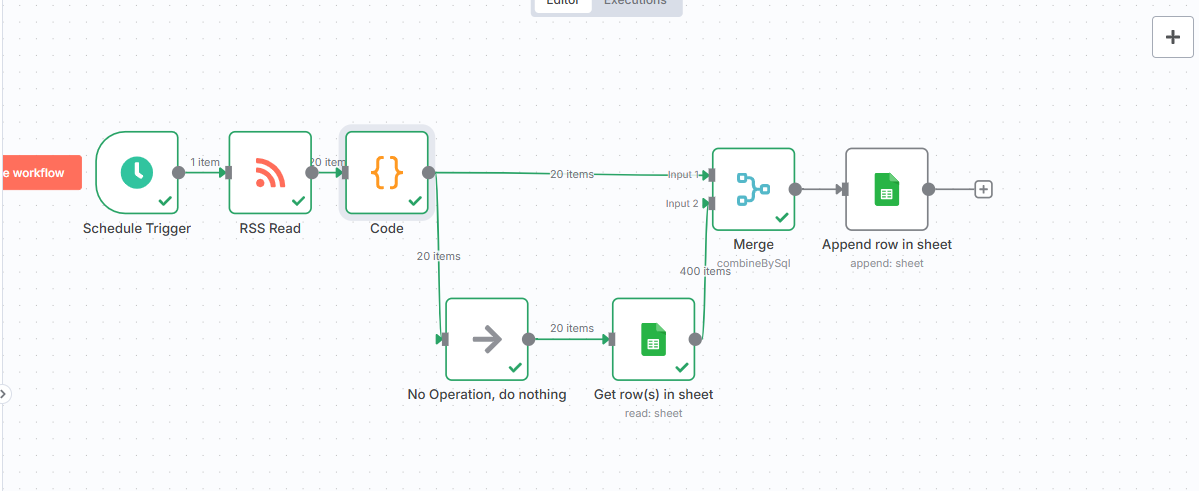 Editor
Executions
e workflow
1 item
20 item
20 items
Input 1
Input 2
Schedule Trigger
RSS Read
Code
Merge
combineBySql
Append row in sheet
append: sheet
20 items
400 items
20 items
No Operation, do nothing
Get row(s) in sheet
read: sheet